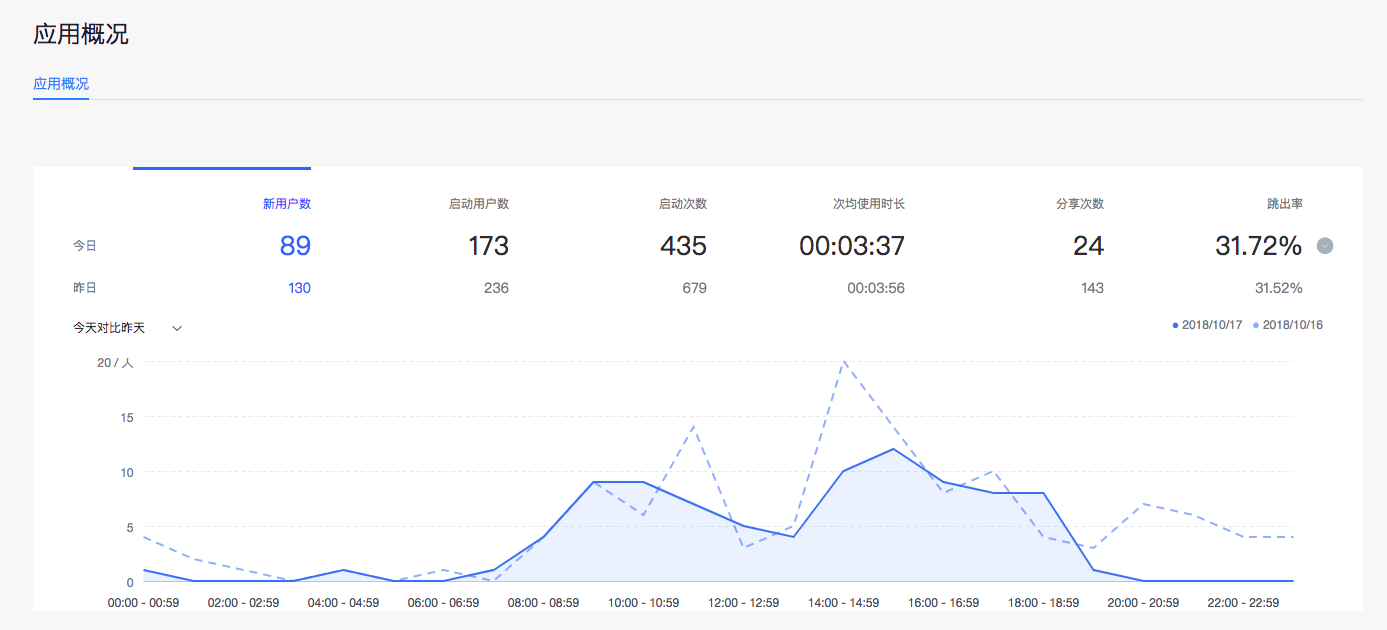 应用概况
应用概况
新用户数 启动用户数 启动次数 次均使用时长 分享次数 跳出率
今日 89 173 435 00:03:37 24 31.72%
昨日 130 236 679 00:03:56 143 31.52%
今天对比昨天 2018/10/17 2018/10/16
20 / 人
15
10
5
0
00:00 - 00:59 02:00 - 02:59 04:00 - 04:59 06:00 - 06:59 08:00 - 08:59 10:00 - 10:59 12:00 - 12:59 14:00 - 14:59 16:00 - 16:59 18:00 - 18:59 20:00 - 20:59 22:00 - 22:59